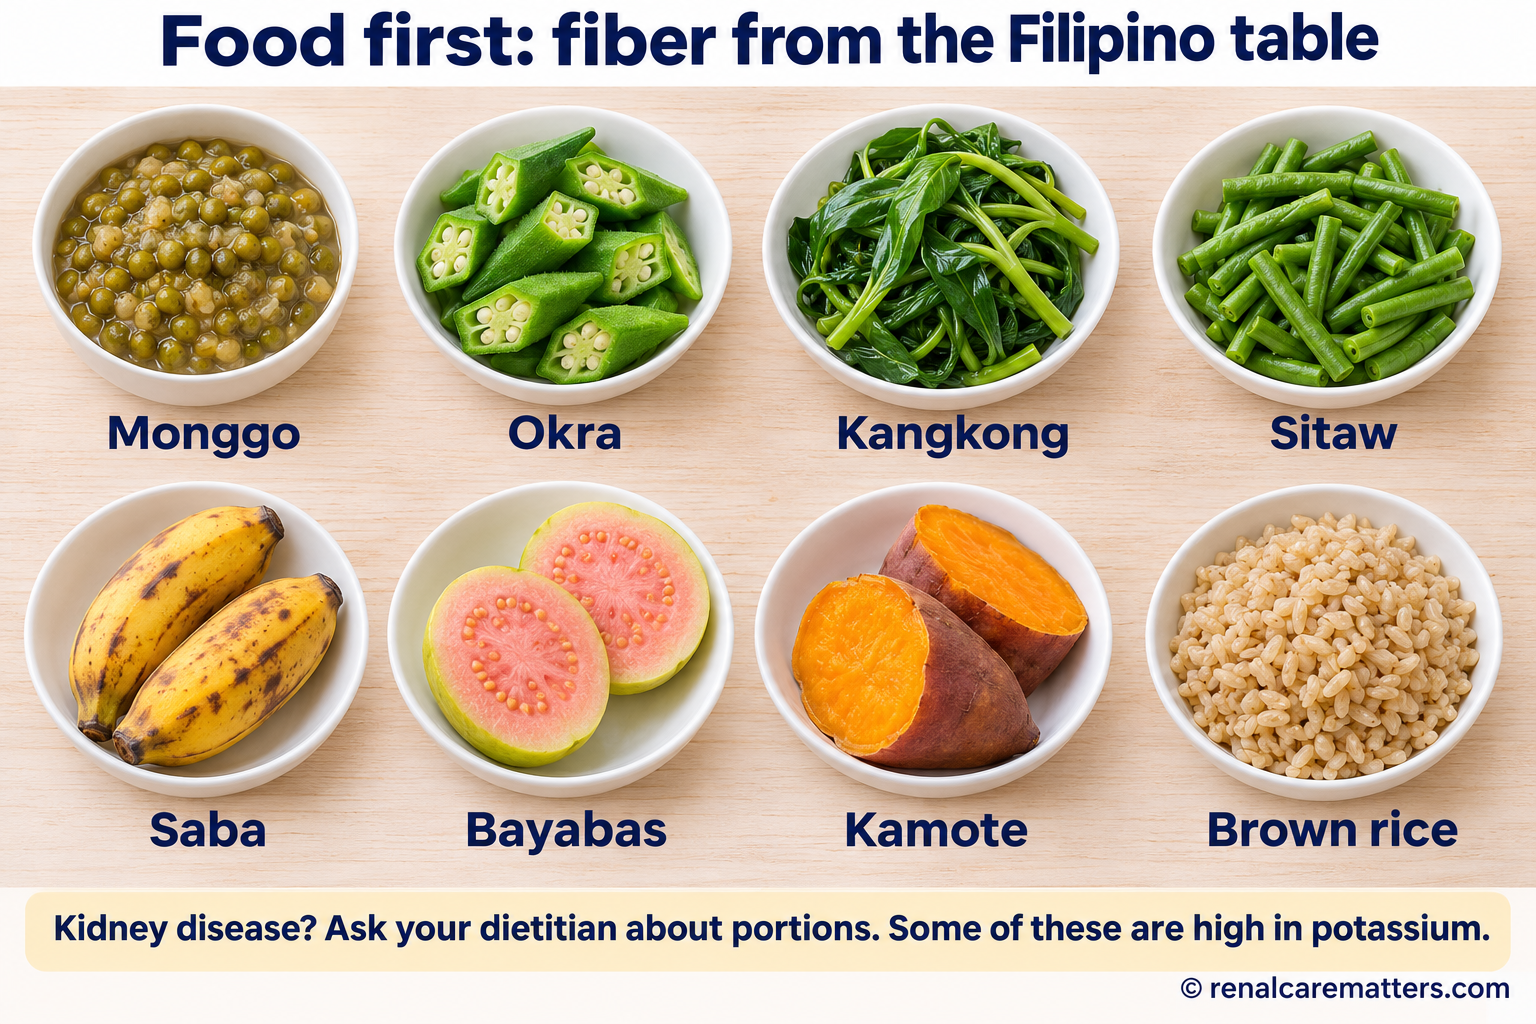 Food first: fiber from the Filipino table
Monggo
Okra
Kangkong
Sitaw
Saba
Bayabas
Kamote
Brown rice
Kidney disease? Ask your dietitian about portions. Some of these are high in potassium.
© renalcarematters.com